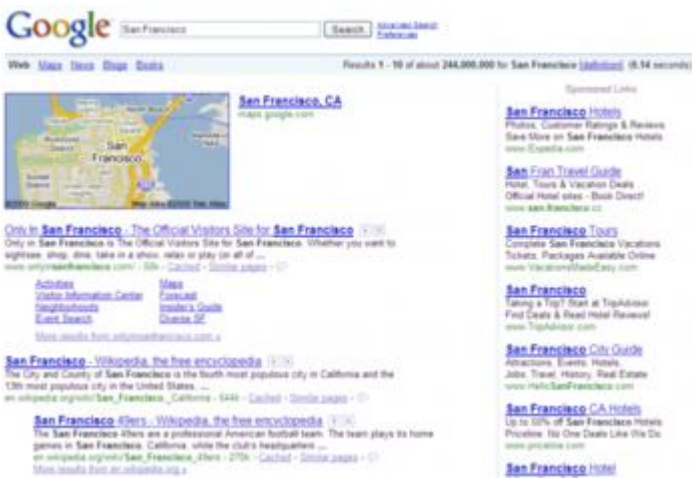 Google
San Francisco
Search
Advanced Search
Preferences
Web Maps News Blogs Books
Results 1 - 10 of about 244,000,000 for San Francisco [definition]. (0.14 seconds)
San Francisco, CA
maps.google.com
San
Francisco
Only In San Francisco - The Official Visitors Site for San Francisco
Only in San Francisco is The Official Visitors Site for San Francisco. Whether you want to
sightsee, shop, dine, take in a show, relax or play (on all of ...
www.onlyinsanfrancisco.com/ - 58k - Cached - Similar pages -
Activities
Visitor Information Center
Neighborhoods
Event Search
Maps
Forecast
Insider's Guide
Diverse SF
More results from onlyinsanfrancisco.com »
San Francisco - Wikipedia, the free encyclopedia
The City and County of San Francisco is the fourth most populous city in California and the
13th most populous city in the United States. ...
en.wikipedia.org/wiki/San_Francisco,_California - 544k - Cached - Similar pages -
San Francisco 49ers - Wikipedia, the free encyclopedia
The San Francisco 49ers are a professional American football team. The team plays its home
games in San Francisco, California, while the club's headquarters ...
en.wikipedia.org/wiki/San_Francisco_49ers - 270k - Cached - Similar pages -
More results from en.wikipedia.org »
Sponsored Links
San Francisco Hotels
Photos, Customer Ratings & Reviews
Save More on San Francisco Hotels
www.Expedia.com
San Fran Travel Guide
Hotel, Tours & Vacation Deals
Official Hotel sites - Book Direct!
www.san.francisco.cc
San Francisco Tours
Complete San Francisco Vacations
Tickets, Packages Available Online
www.VacationsMadeEasy.com
San Francisco
Taking a Trip? Start at TripAdvisor
Find Deals & Read Hotel Reviews!
www.TripAdvisor.com
San Francisco City Guide
Attractions, Events, Hotels,
Jobs, Travel, History, Real Estate
www.HelloSanFrancisco.com
San Francisco CA Hotels
Up to 50% off San Francisco Hotels
Priceline: No One Deals Like We Do
www.priceline.com
San Francisco Hotel